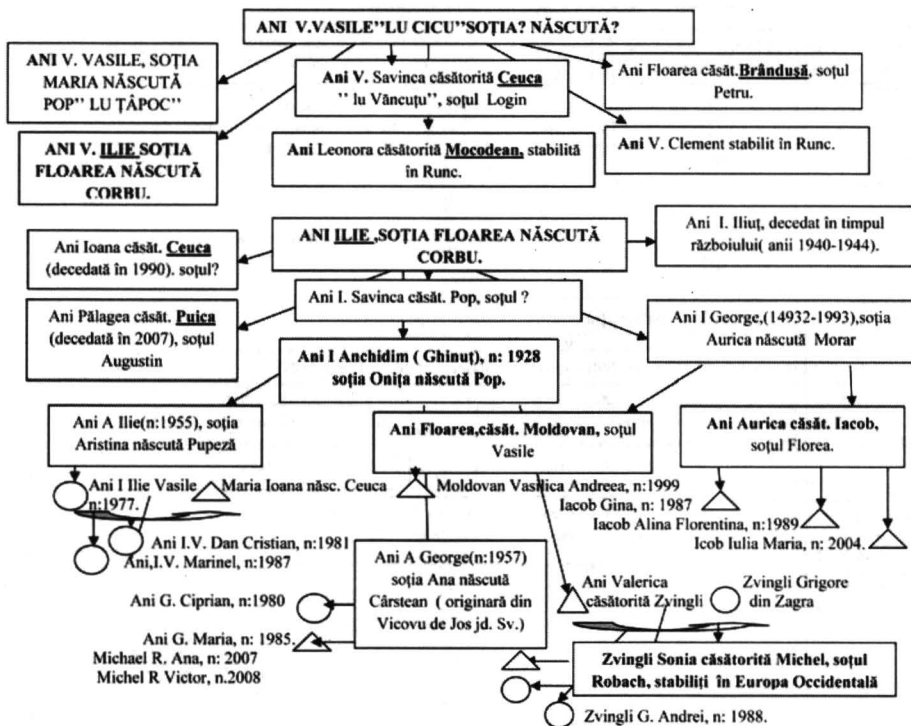 ANI V.VASILE''LU CICU''SOȚIA? NĂSCUTĂ?
ANI V. VASILE, SOȚIA
MARIA NĂSCUTĂ
POP'' LU ȚÂPOC''
Ani V. Savinca căsătorită Ceuca
'' lu Văncuțu'', soțul Login
Ani Floarea căsăt.Brândușă, soțul
Petru.
ANI V. ILIE SOȚIA
FLOAREA NĂSCUTĂ
CORBU.
Ani Leonora căsătorită Mocodean, stabilită
în Runc.
Ani V. Clement stabilit în Runc.
Ani Ioana căsăt. Ceuca
(decedată în 1990). soțul?
ANI ILIE ,SOȚIA FLOAREA NĂSCUTĂ
CORBU.
Ani I. Iliuț, decedat în timpul
războiului( anii 1940-1944).
Ani I. Savinca căsăt. Pop, soțul ?
Ani Pălagea căsăt. Puica
(decedată în 2007), soțul
Augustin
Ani I George,(14932-1993),soția
Aurica născută Morar
Ani I Anchidim ( Ghinuț), n: 1928
soția Onița născută Pop.
Ani A Ilie(n:1955), soția
Aristina născută Pupeză
Ani Floarea,căsăt. Moldovan, soțul
Vasile
Ani Aurica căsăt. Iacob,
soțul Florea.
Ani I Ilie Vasile
n:1977.
Maria Ioana născ. Ceuca
Moldovan Vasilica Andreea, n:1999
Iacob Gina, n: 1987
Iacob Alina Florentina, n:1989
Icob Iulia Maria, n: 2004.
Ani I.V. Dan Cristian, n:1981
Ani,I.V. Marinel, n:1987
Ani A George(n:1957)
soția Ana născută
Cârstean ( originară din
Vicovu de Jos jd. Sv.)
Ani Valerica
căsătorită Zvingli
Zvingli Grigore
din Zagra
Ani G. Ciprian, n:1980
Ani G. Maria, n: 1985.
Michael R. Ana, n: 2007
Michel R Victor, n.2008
Zvingli Sonia căsătorită Michel, soțul
Robach, stabiliți în Europa Occidentală
Zvingli G. Andrei, n: 1988.